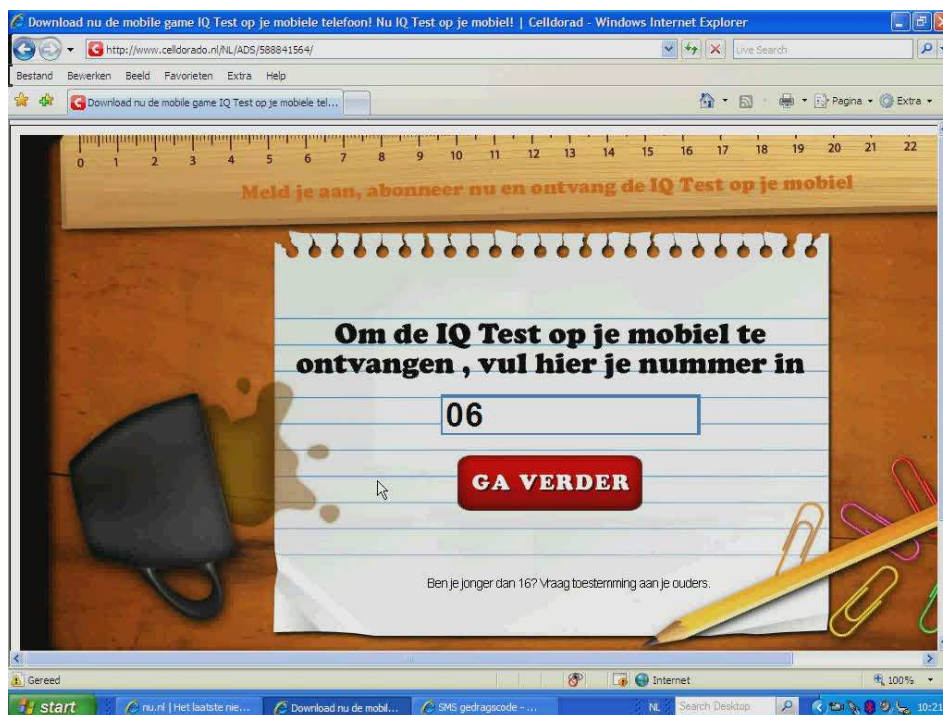 Download nu de mobile game IQ Test op je mobiele telefoon! Nu IQ Test op je mobiel! | Celldorad - Windows Internet Explorer
http://www.celldorado.nl/NL/ADS/588841564/
Live Search
Bestand Bewerken Beeld Favorieten Extra Help
Download nu de mobile game IQ Test op je mobiele tel...
Pagina Extra
0 1 2 3 4 5 6 7 8 9 10 11 12 13 14 15 16 17 18 19 20 21 22
Meld je aan, abonneer nu en ontvang de IQ Test op je mobiel
Om de IQ Test op je mobiel te
ontvangen , vul hier je nummer in
06
GA VERDER
Ben je jonger dan 16? Vraag toestemming aan je ouders.
Gereed
Internet
100%
start
nu.nl | Het laatste nie...
Download nu de mobil...
SMS gedragscode - ...
NL
Search Desktop
10:21